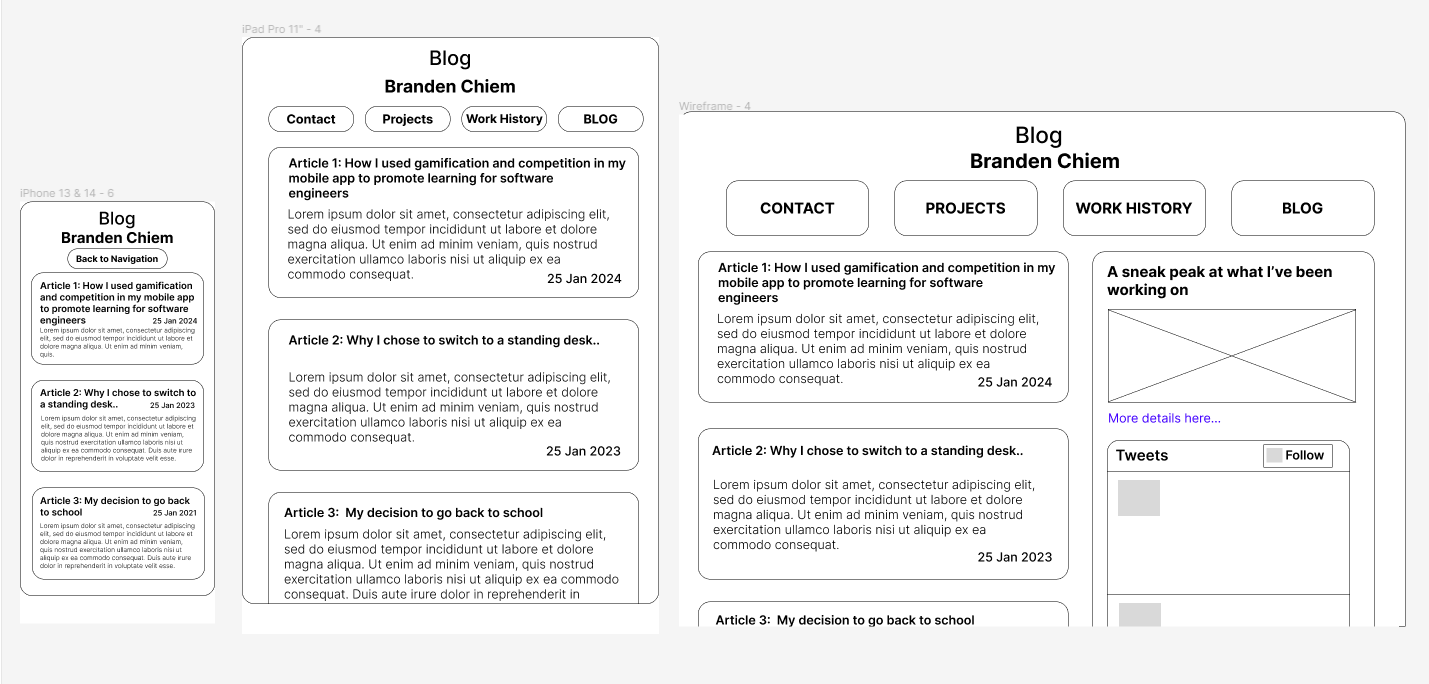 iPhone 13 & 14 - 6
Blog
Branden Chiem
Back to Navigation
Article 1: How I used gamification
and competition in my mobile app
to promote learning for software
engineers
25 Jan 2024
Lorem ipsum dolor sit amet, consectetur adipiscing
elit, sed do eiusmod tempor incididunt ut labore et
dolore magna aliqua. Ut enim ad minim veniam,
quis.
Article 2: Why I chose to switch to
a standing desk..
25 Jan 2023
Lorem ipsum dolor sit amet, consectetur adipiscing
elit, sed do eiusmod tempor incididunt ut labore et
dolore magna aliqua. Ut enim ad minim veniam,
quis nostrud exercitation ullamco laboris nisi ut
aliquip ex ea commodo consequat. Duis aute irure
dolor in reprehenderit in voluptate velit esse.
Article 3: My decision to go back
to school
25 Jan 2021
Lorem ipsum dolor sit amet, consectetur adipiscing
elit, sed do eiusmod tempor incididunt ut labore et
dolore magna aliqua. Ut enim ad minim veniam,
quis nostrud exercitation ullamco laboris nisi ut
aliquip ex ea commodo consequat. Duis aute irure
dolor in reprehenderit in voluptate velit esse.
iPad Pro 11" - 4
Blog
Branden Chiem
Contact
Projects
Work History
BLOG
Article 1: How I used gamification and competition in my
mobile app to promote learning for software
engineers
Lorem ipsum dolor sit amet, consectetur adipiscing elit,
sed do eiusmod tempor incididunt ut labore et dolore
magna aliqua. Ut enim ad minim veniam, quis nostrud
exercitation ullamco laboris nisi ut aliquip ex ea
commodo consequat.
25 Jan 2024
Article 2: Why I chose to switch to a standing desk..
Lorem ipsum dolor sit amet, consectetur adipiscing elit,
sed do eiusmod tempor incididunt ut labore et dolore
magna aliqua. Ut enim ad minim veniam, quis nostrud
exercitation ullamco laboris nisi ut aliquip ex ea
commodo consequat.
25 Jan 2023
Article 3: My decision to go back to school
Lorem ipsum dolor sit amet, consectetur adipiscing elit,
sed do eiusmod tempor incididunt ut labore et dolore
magna aliqua. Ut enim ad minim veniam, quis nostrud
exercitation ullamco laboris nisi ut aliquip ex ea commodo
consequat. Duis aute irure dolor in reprehenderit in
Wireframe - 4
Blog
Branden Chiem
CONTACT
PROJECTS
WORK HISTORY
BLOG
Article 1: How I used gamification and competition in my
mobile app to promote learning for software
engineers
Lorem ipsum dolor sit amet, consectetur adipiscing elit,
sed do eiusmod tempor incididunt ut labore et dolore
magna aliqua. Ut enim ad minim veniam, quis nostrud
exercitation ullamco laboris nisi ut aliquip ex ea
commodo consequat.
25 Jan 2024
Article 2: Why I chose to switch to a standing desk..
Lorem ipsum dolor sit amet, consectetur adipiscing elit,
sed do eiusmod tempor incididunt ut labore et dolore
magna aliqua. Ut enim ad minim veniam, quis nostrud
exercitation ullamco laboris nisi ut aliquip ex ea
commodo consequat.
25 Jan 2023
Article 3: My decision to go back to school
A sneak peak at what I've been
working on
More details here...
Tweets
Follow